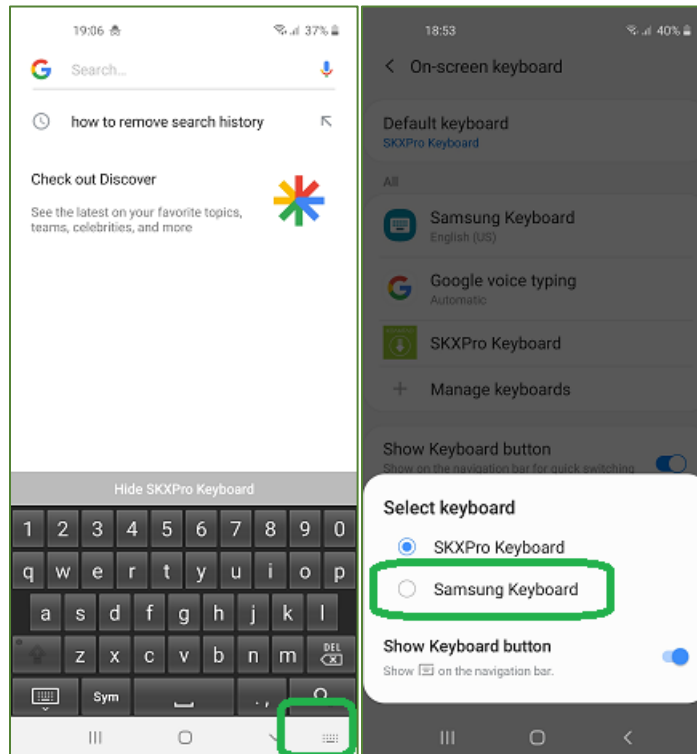 19:06 37%
Search...
how to remove search history
Check out Discover
See the latest on your favorite topics,
teams, celebrities, and more
Hide SKXPro Keyboard
1 2 3 4 5 6 7 8 9 0
q w e r t y u i o p
a s d f g h j k l
z x c v b n m DEL
Sym . ,
18:53 40%
On-screen keyboard
Default keyboard
SKXPro Keyboard
All
Samsung Keyboard
English (US)
Google voice typing
Automatic
SKXPro Keyboard
Manage keyboards
Show Keyboard button
Show on the navigation bar for quick switching
Select keyboard
SKXPro Keyboard
Samsung Keyboard
Show Keyboard button
Show on the navigation bar.